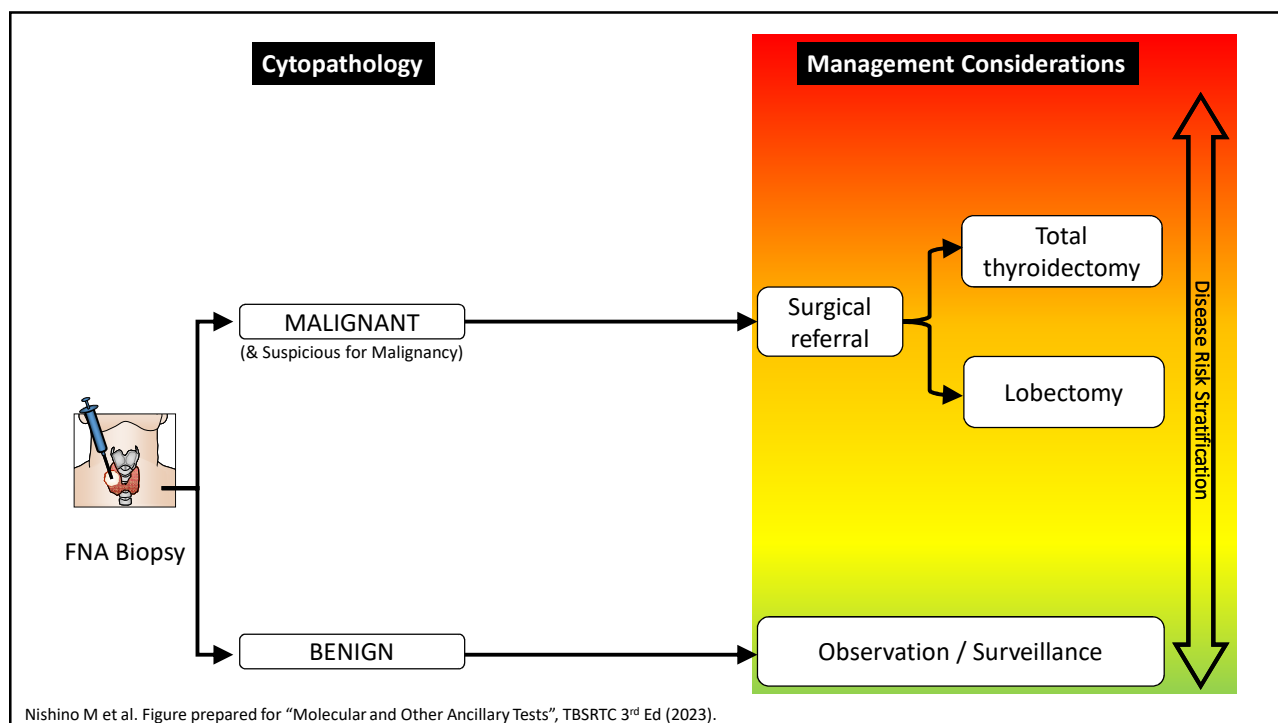 Cytopathology
Management Considerations
MALIGNANT
(& Suspicious for Malignancy)
Surgical
referral
Total
thyroidectomy
Lobectomy
Disease Risk Stratification
FNA Biopsy
BENIGN
Observation / Surveillance
Nishino M et al. Figure prepared for “Molecular and Other Ancillary Tests”, TBSRTC 3rd Ed (2023).